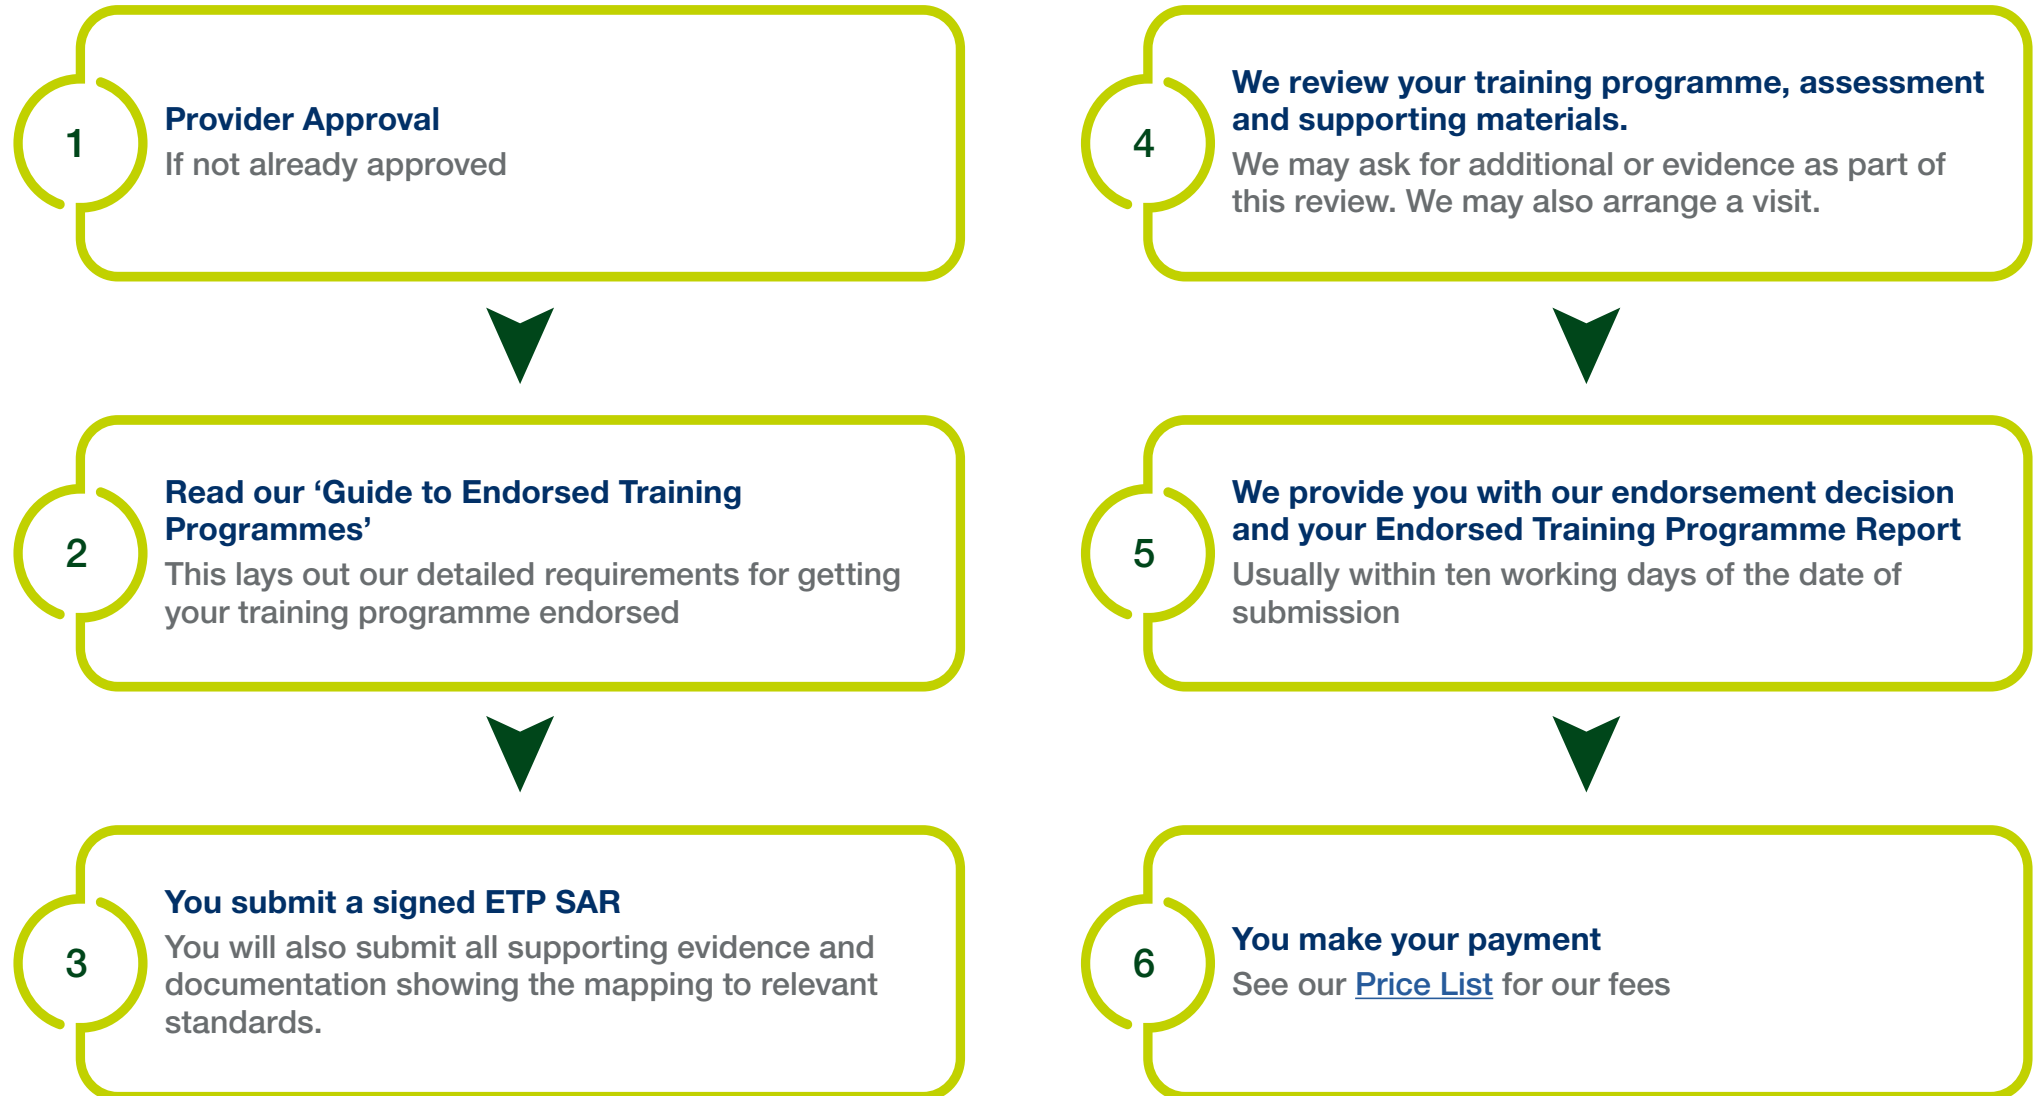 1
Provider Approval
If not already approved
2
Read our ‘Guide to Endorsed Training
Programmes’
This lays out our detailed requirements for getting
your training programme endorsed
3
You submit a signed ETP SAR
You will also submit all supporting evidence and
documentation showing the mapping to relevant
standards.
4
We review your training programme, assessment
and supporting materials.
We may ask for additional or evidence as part of
this review. We may also arrange a visit.
5
We provide you with our endorsement decision
and your Endorsed Training Programme Report
Usually within ten working days of the date of
submission
6
You make your payment
See our Price List for our fees